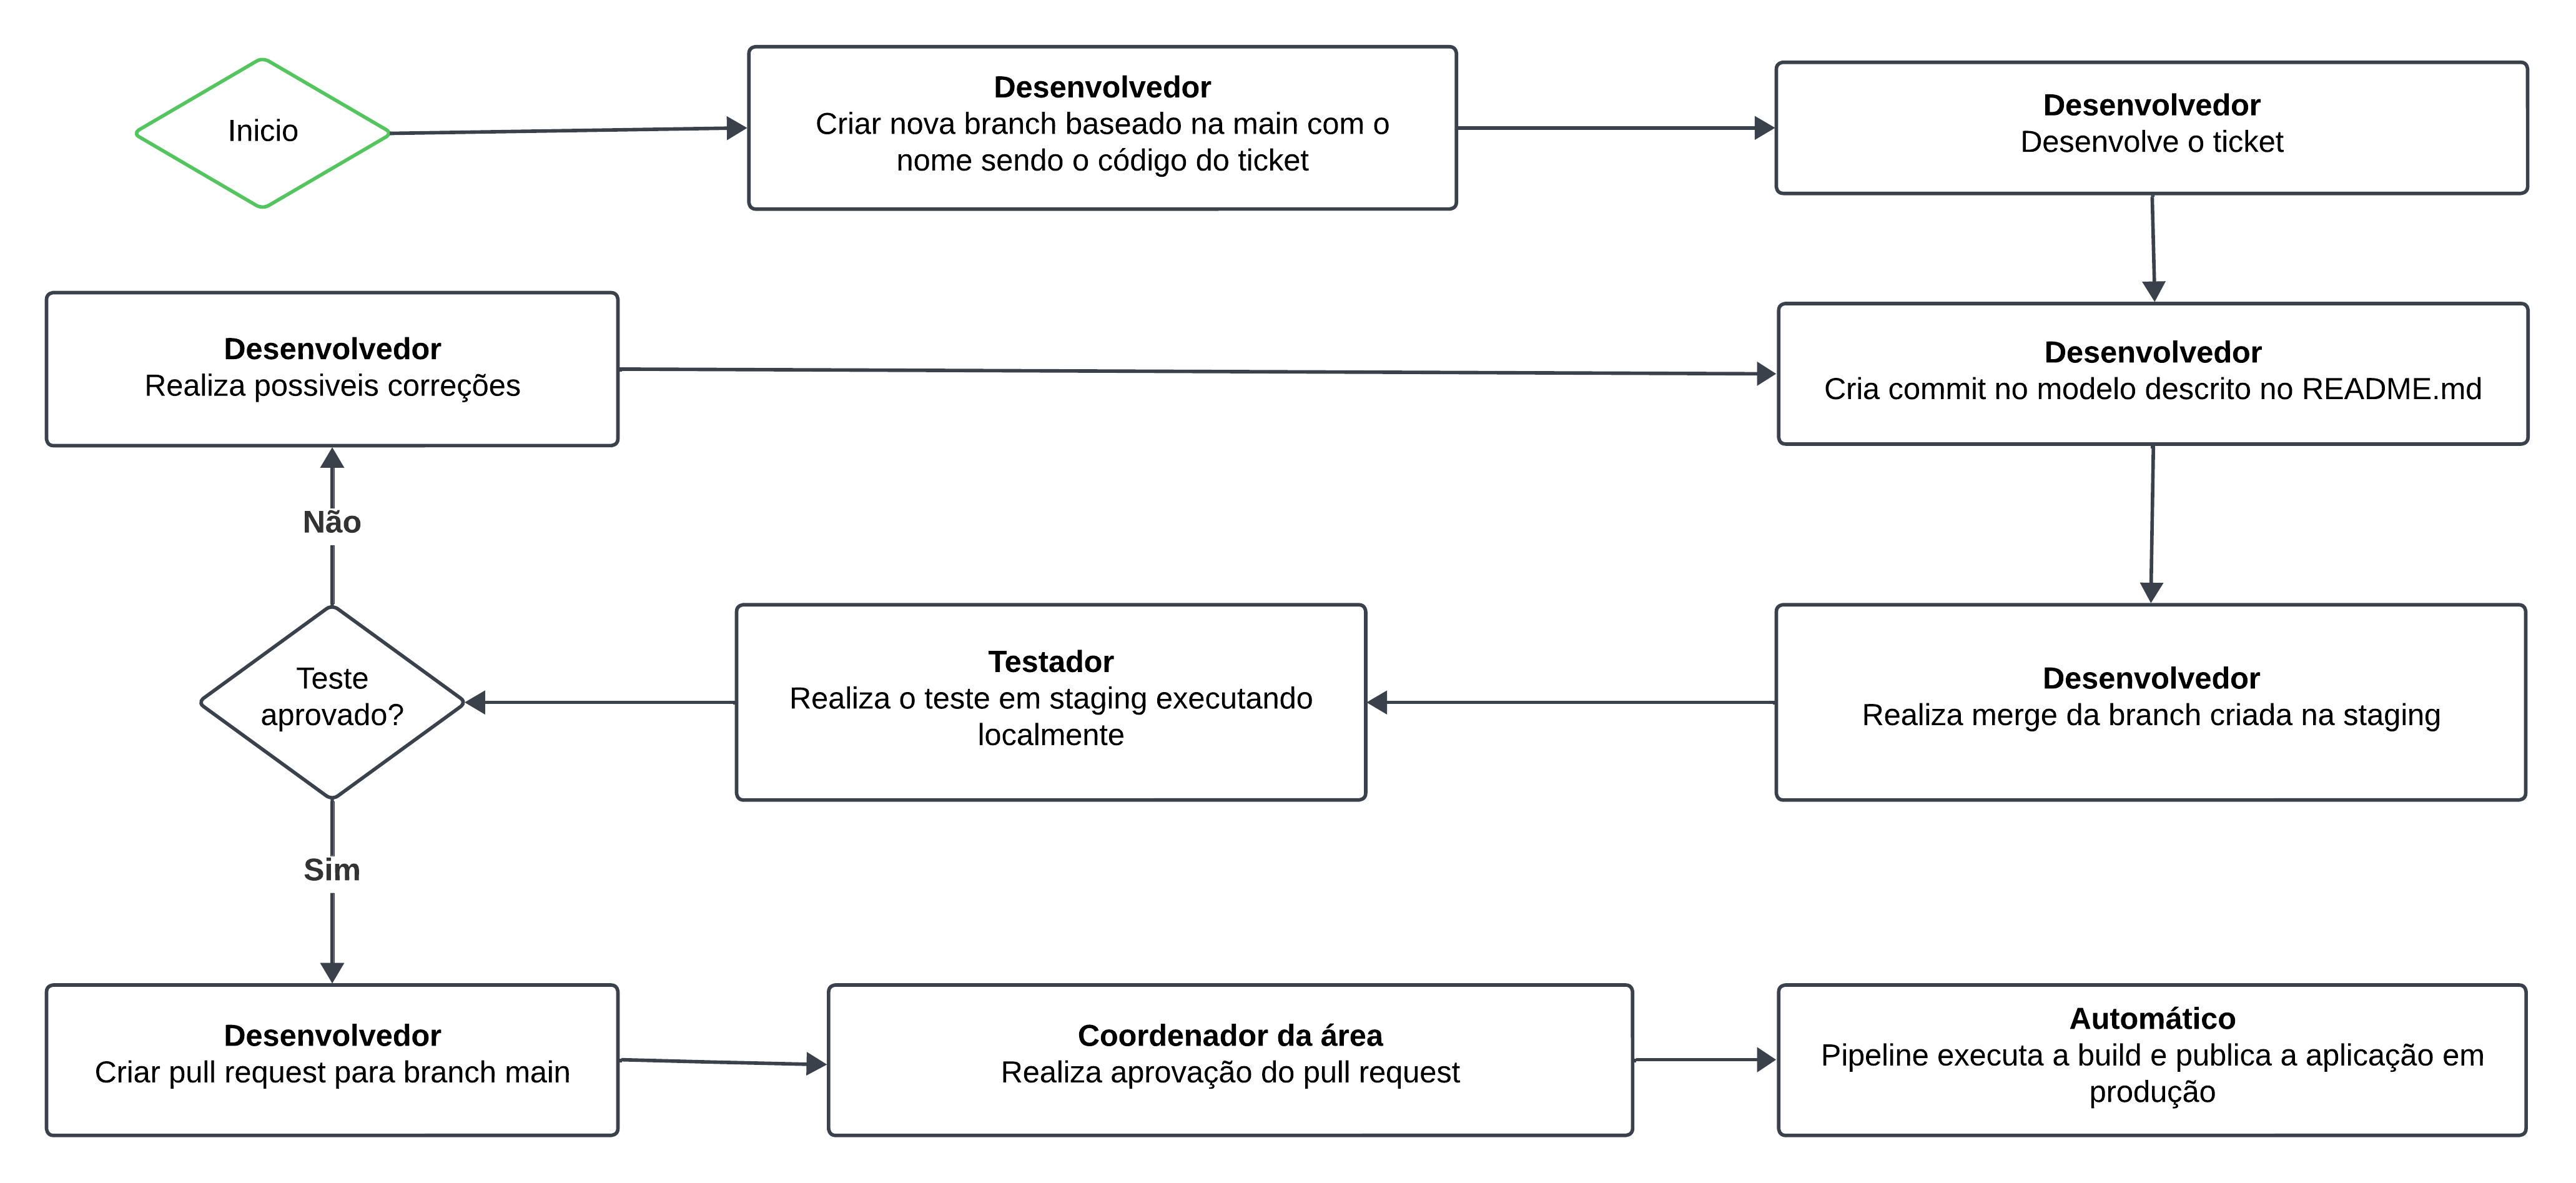 Inicio
Desenvolvedor
Criar nova branch baseado na main com o
nome sendo o código do ticket
Desenvolvedor
Desenvolve o ticket
Desenvolvedor
Realiza possiveis correções
Desenvolvedor
Cria commit no modelo descrito no README.md
Não
Teste
aprovado?
Testador
Realiza o teste em staging executando
localmente
Desenvolvedor
Realiza merge da branch criada na staging
Sim
Desenvolvedor
Criar pull request para branch main
Coordenador da área
Realiza aprovação do pull request
Automático
Pipeline executa a build e publica a aplicação em
produção